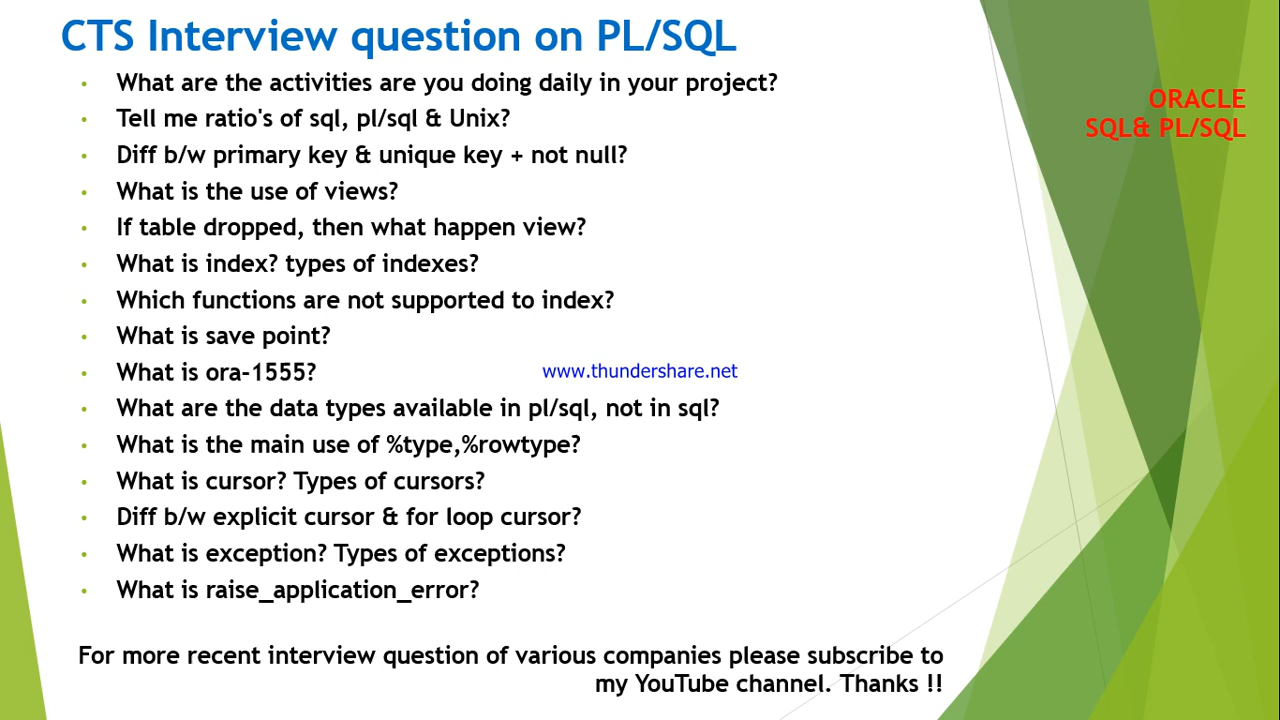 CTS Interview question on PL/SQL
ORACLE
SQL& PL/SQL
• What are the activities are you doing daily in your project?
• Tell me ratio's of sql, pl/sql & Unix?
• Diff b/w primary key & unique key + not null?
• What is the use of views?
• If table dropped, then what happen view?
• What is index? types of indexes?
• Which functions are not supported to index?
• What is save point?
• What is ora-1555?
www.thundershare.net
• What are the data types available in pl/sql, not in sql?
• What is the main use of %type,%rowtype?
• What is cursor? Types of cursors?
• Diff b/w explicit cursor & for loop cursor?
• What is exception? Types of exceptions?
• What is raise_application_error?
For more recent interview question of various companies please subscribe to
my YouTube channel. Thanks !!